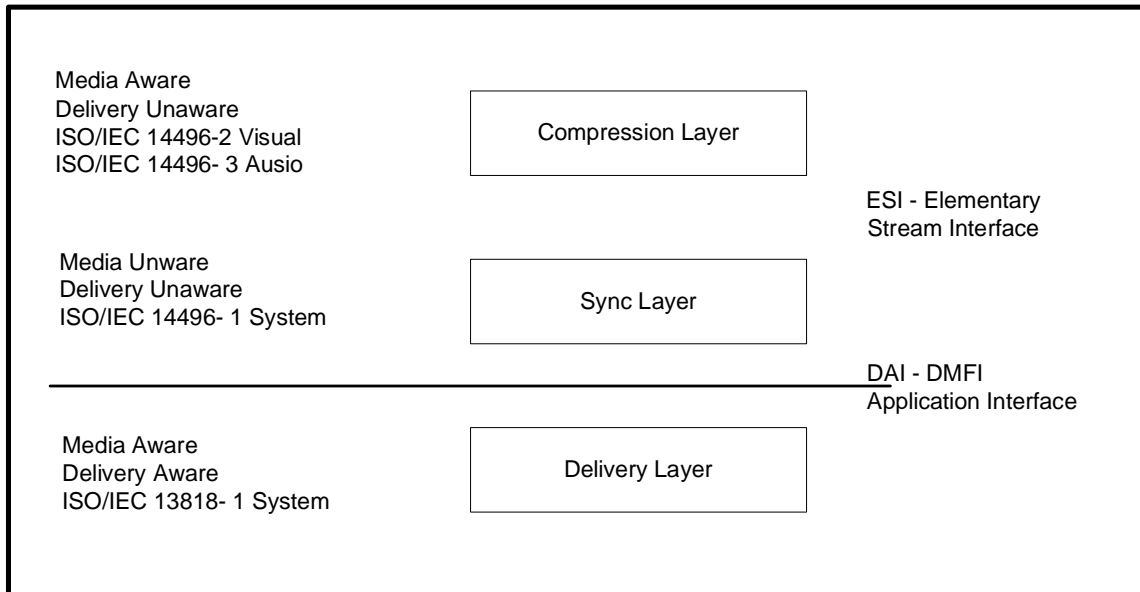 Media Aware
Delivery Unaware
ISO/IEC 14496-2 Visual
ISO/IEC 14496- 3 Ausio
Compression Layer
ESI - Elementary
Stream Interface
Media Unware
Delivery Unaware
ISO/IEC 14496- 1 System
Sync Layer
DAI - DMFI
Application Interface
Media Aware
Delivery Aware
ISO/IEC 13818- 1 System
Delivery Layer